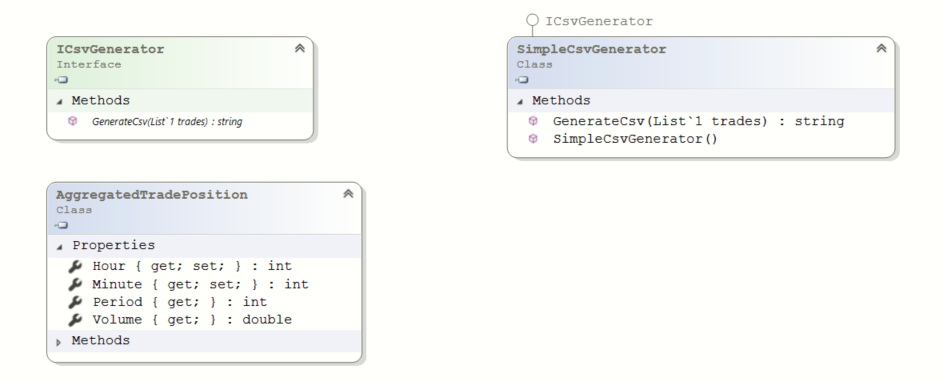 ICsvGenerator
ICsvGenerator
Interface
Methods
GenerateCsv(List`1 trades) : string
SimpleCsvGenerator
Class
Methods
GenerateCsv(List`1 trades) : string
SimpleCsvGenerator()
AggregatedTradePosition
Class
Properties
Hour { get; set; } : int
Minute { get; set; } : int
Period { get; } : int
Volume { get; } : double
Methods